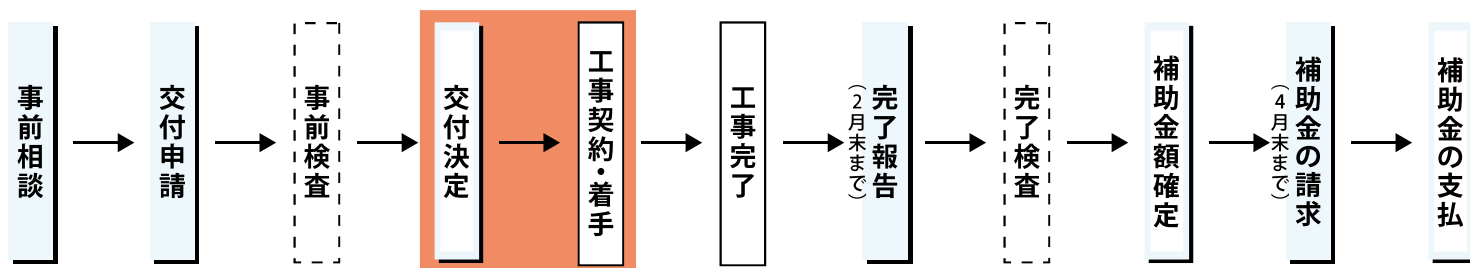 事前相談
交付申請
事前検査
交付決定
工事契約・着手
工事完了
完了報告
（2月末まで）
完了検査
補助金額確定
補助金の請求
（4月末まで）
補助金の支払